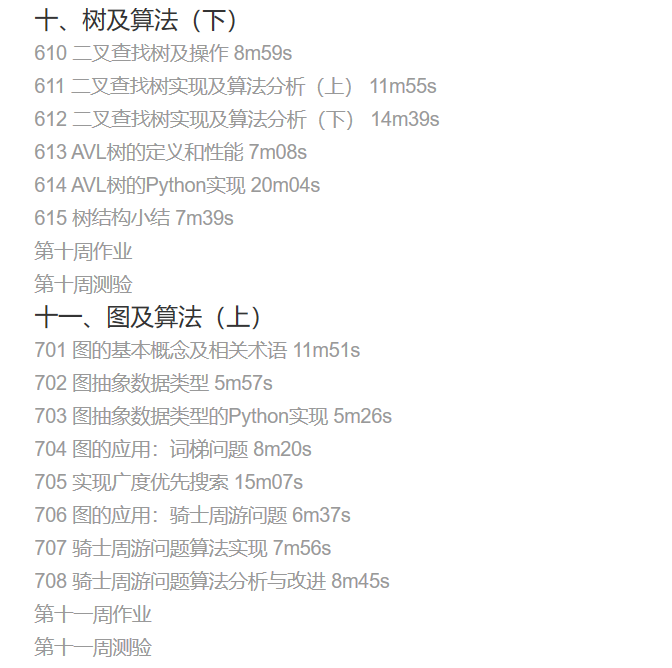 十、树及算法（下）
610 二叉查找树及操作 8m59s
611 二叉查找树实现及算法分析（上） 11m55s
612 二叉查找树实现及算法分析（下） 14m39s
613 AVL树的定义和性能 7m08s
614 AVL树的Python实现 20m04s
615 树结构小结 7m39s
第十周作业
第十周测验
十一、图及算法（上）
701 图的基本概念及相关术语 11m51s
702 图抽象数据类型 5m57s
703 图抽象数据类型的Python实现 5m26s
704 图的应用：词梯问题 8m20s
705 实现广度优先搜索 15m07s
706 图的应用：骑士周游问题 6m37s
707 骑士周游问题算法实现 7m56s
708 骑士周游问题算法分析与改进 8m45s
第十一周作业
第十一周测验